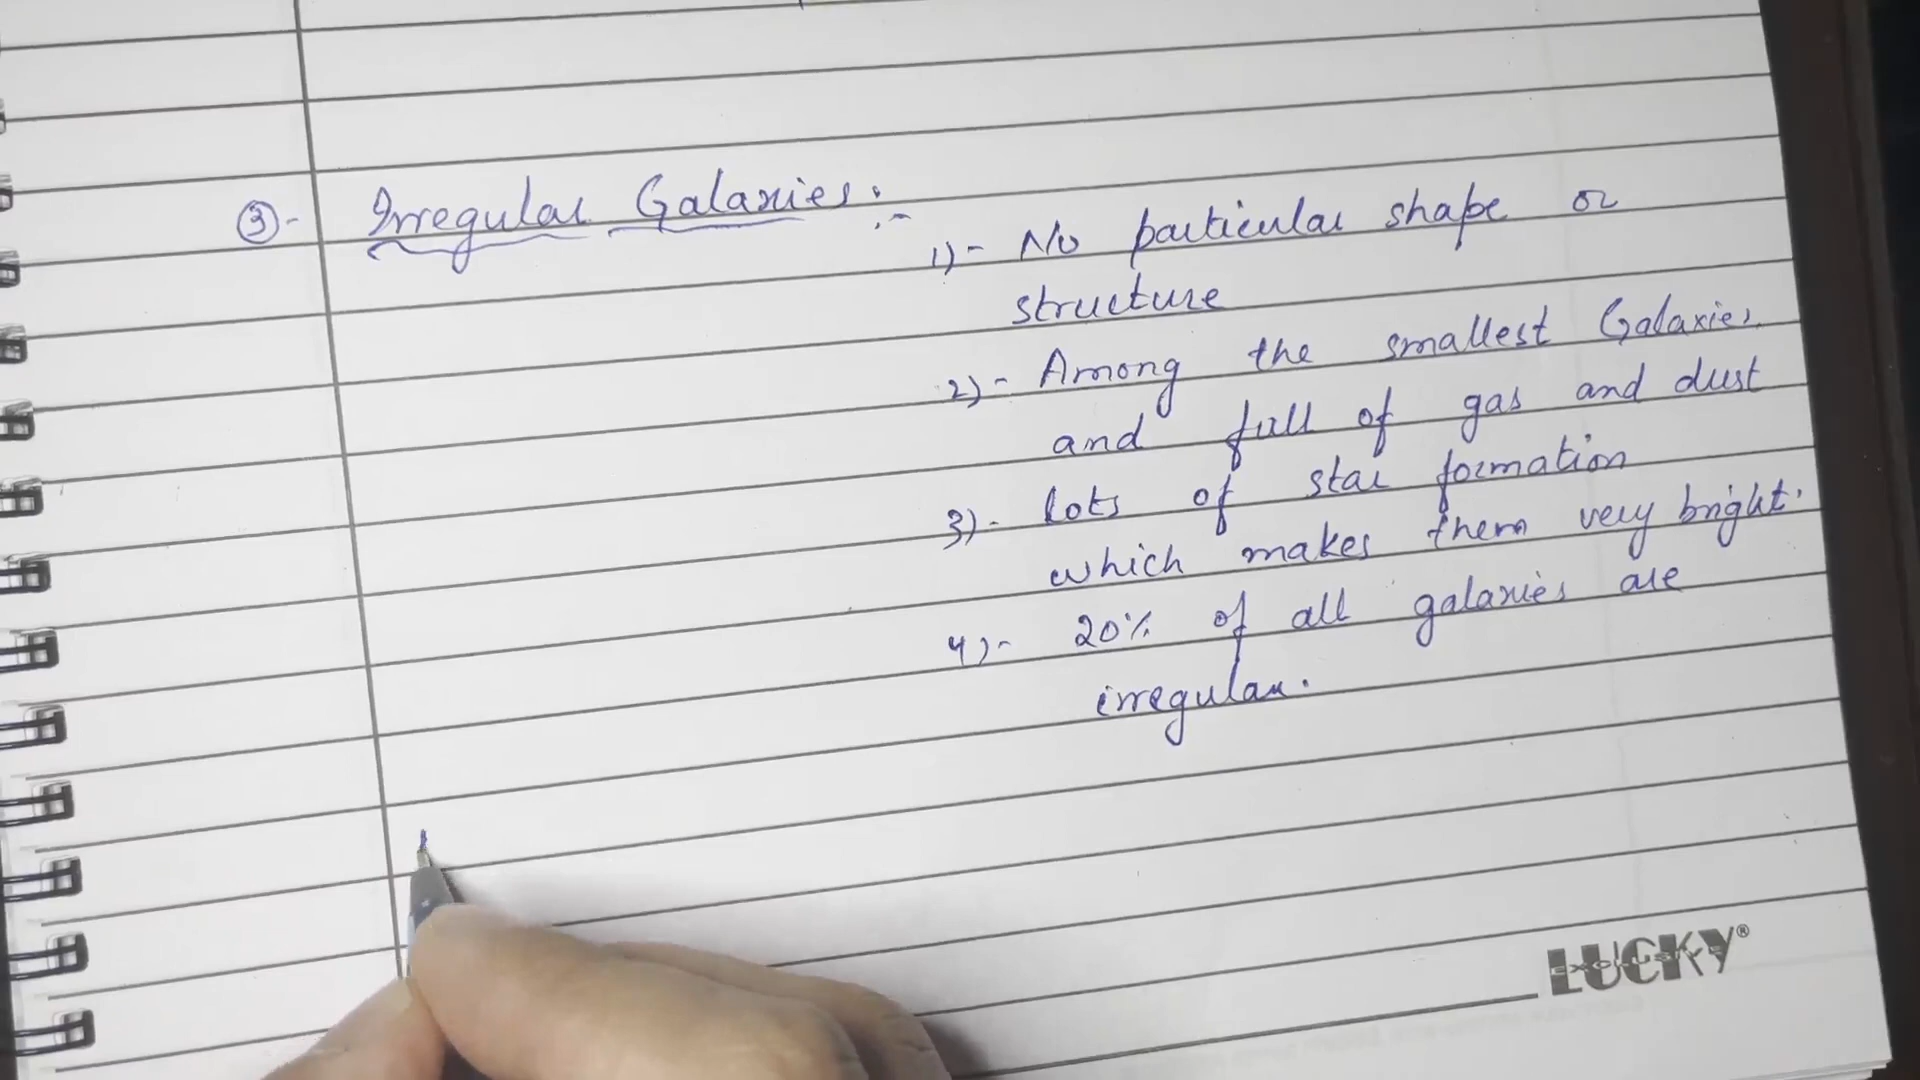 ③- Irregular Galaxies:-
1)- No particular shape or
structure
2)- Among the smallest Galaxies
and full of gas and dust
3)- lots of star formation
which makes them very bright.
4)- 20% of all galaxies are
irregular.
LUCKY®
EXCLUSIVE